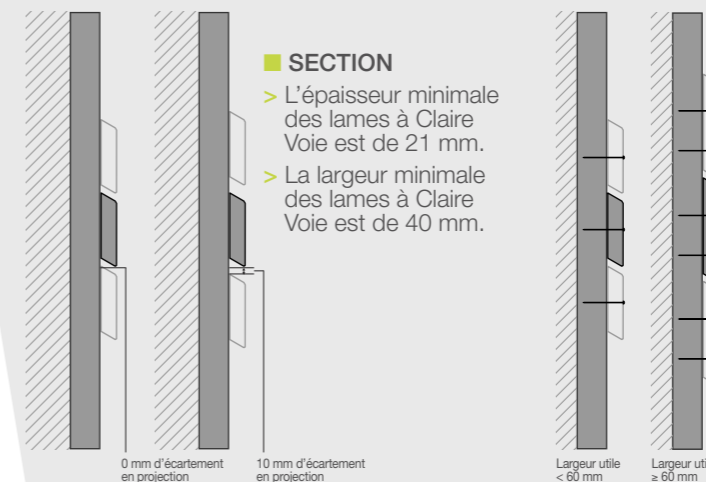 SECTION
> L'épaisseur minimale
des lames à Claire
Voie est de 21 mm.
> La largeur minimale
des lames à Claire
Voie est de 40 mm.
0 mm d'écartement
en projection
10 mm d'écartement
en projection
Largeur utile
< 60 mm
Largeur
≥ 60 mm